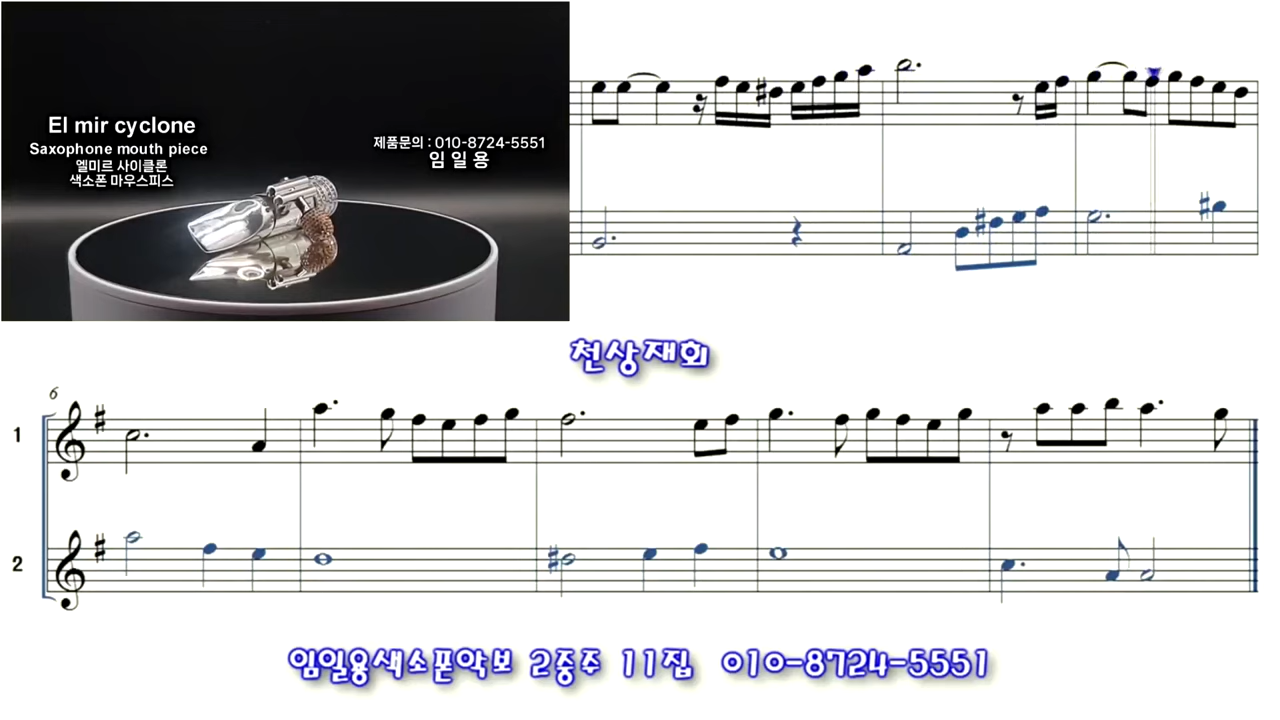 El mir cyclone
Saxophone mouth piece
엘미르 사이클론
색소폰 마우스피스
제품문의 : 010-8724-5551
임 일 용
천상재회
6
1
2
임일용색소폰악보 2중주 11집 010-8724-5551